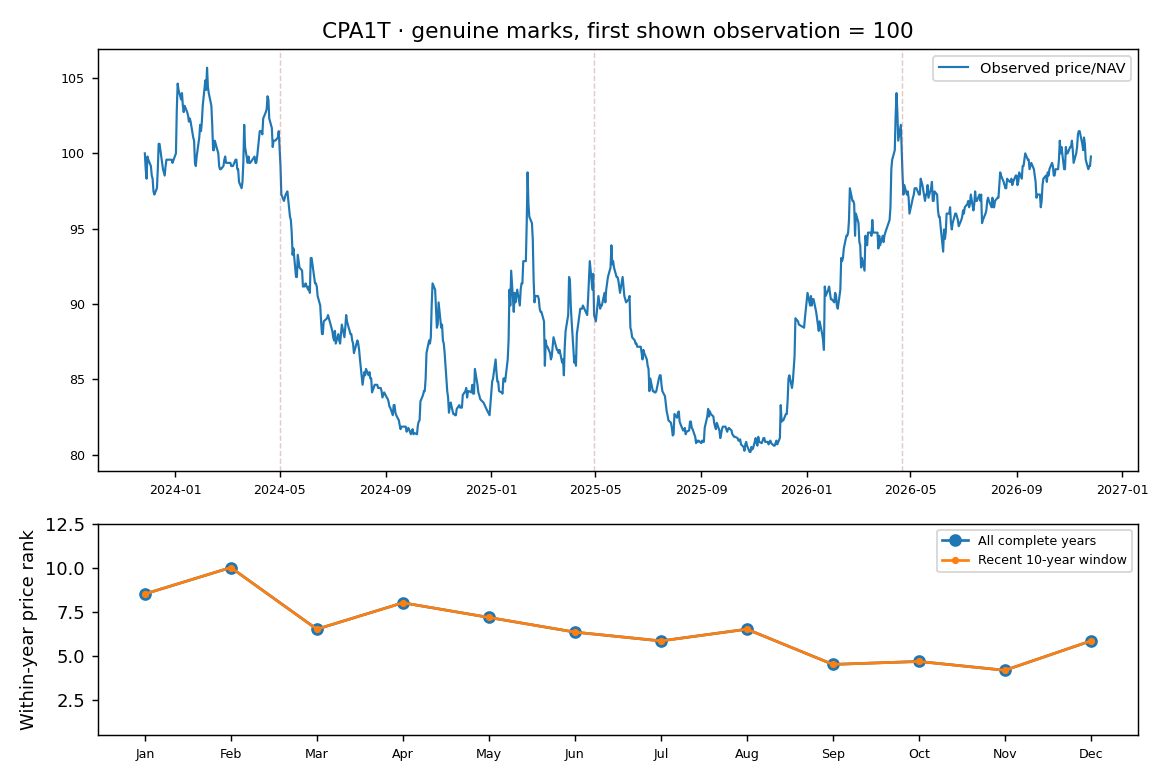 CPA1T · genuine marks, first shown observation = 100
Observed price/NAV
105
100
95
90
85
80
2024-01 2024-05 2024-09 2025-01 2025-05 2025-09 2026-01 2026-05 2026-09 2027-01
Within-year price rank
12.5
10.0
7.5
5.0
2.5
All complete years
Recent 10-year window
Jan Feb Mar Apr May Jun Jul Aug Sep Oct Nov Dec